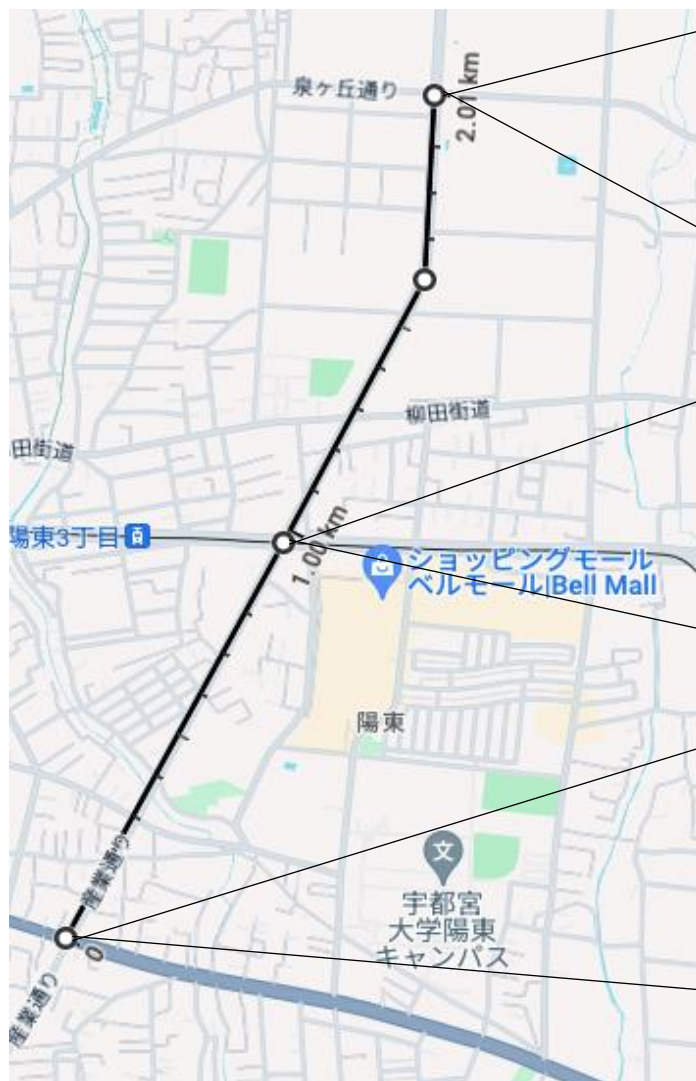 泉ヶ丘通り
2.01 km
柳田街道
田街道
陽東3丁目
1.00 km
ショッピングモール
ベルモール|Bell Mall
陽東
産業通り
文
宇都宮
大学陽東
キャンパス
0
産業通り